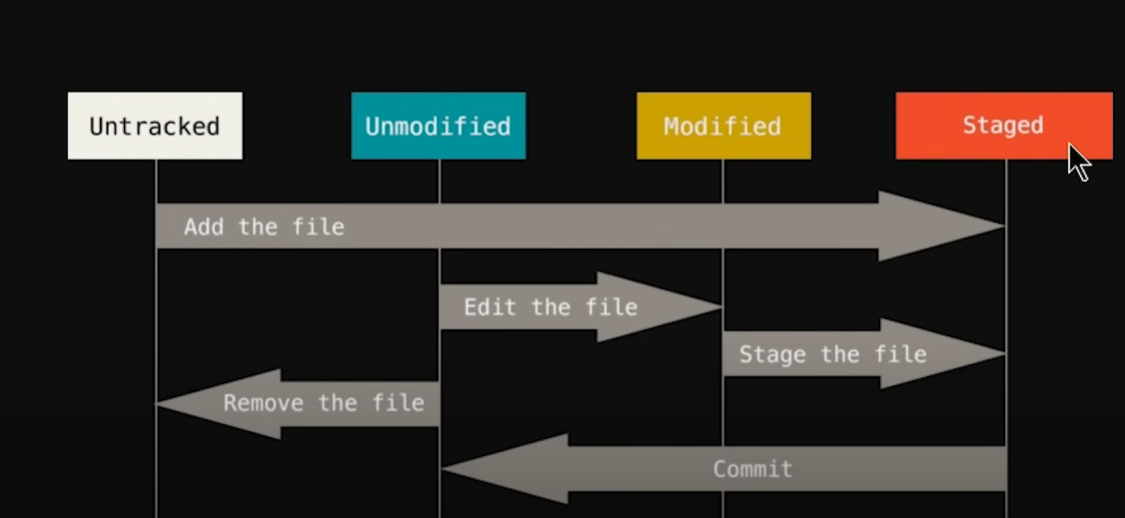 Untracked
Unmodified
Modified
Staged
Add the file
Edit the file
Stage the file
Remove the file
Commit